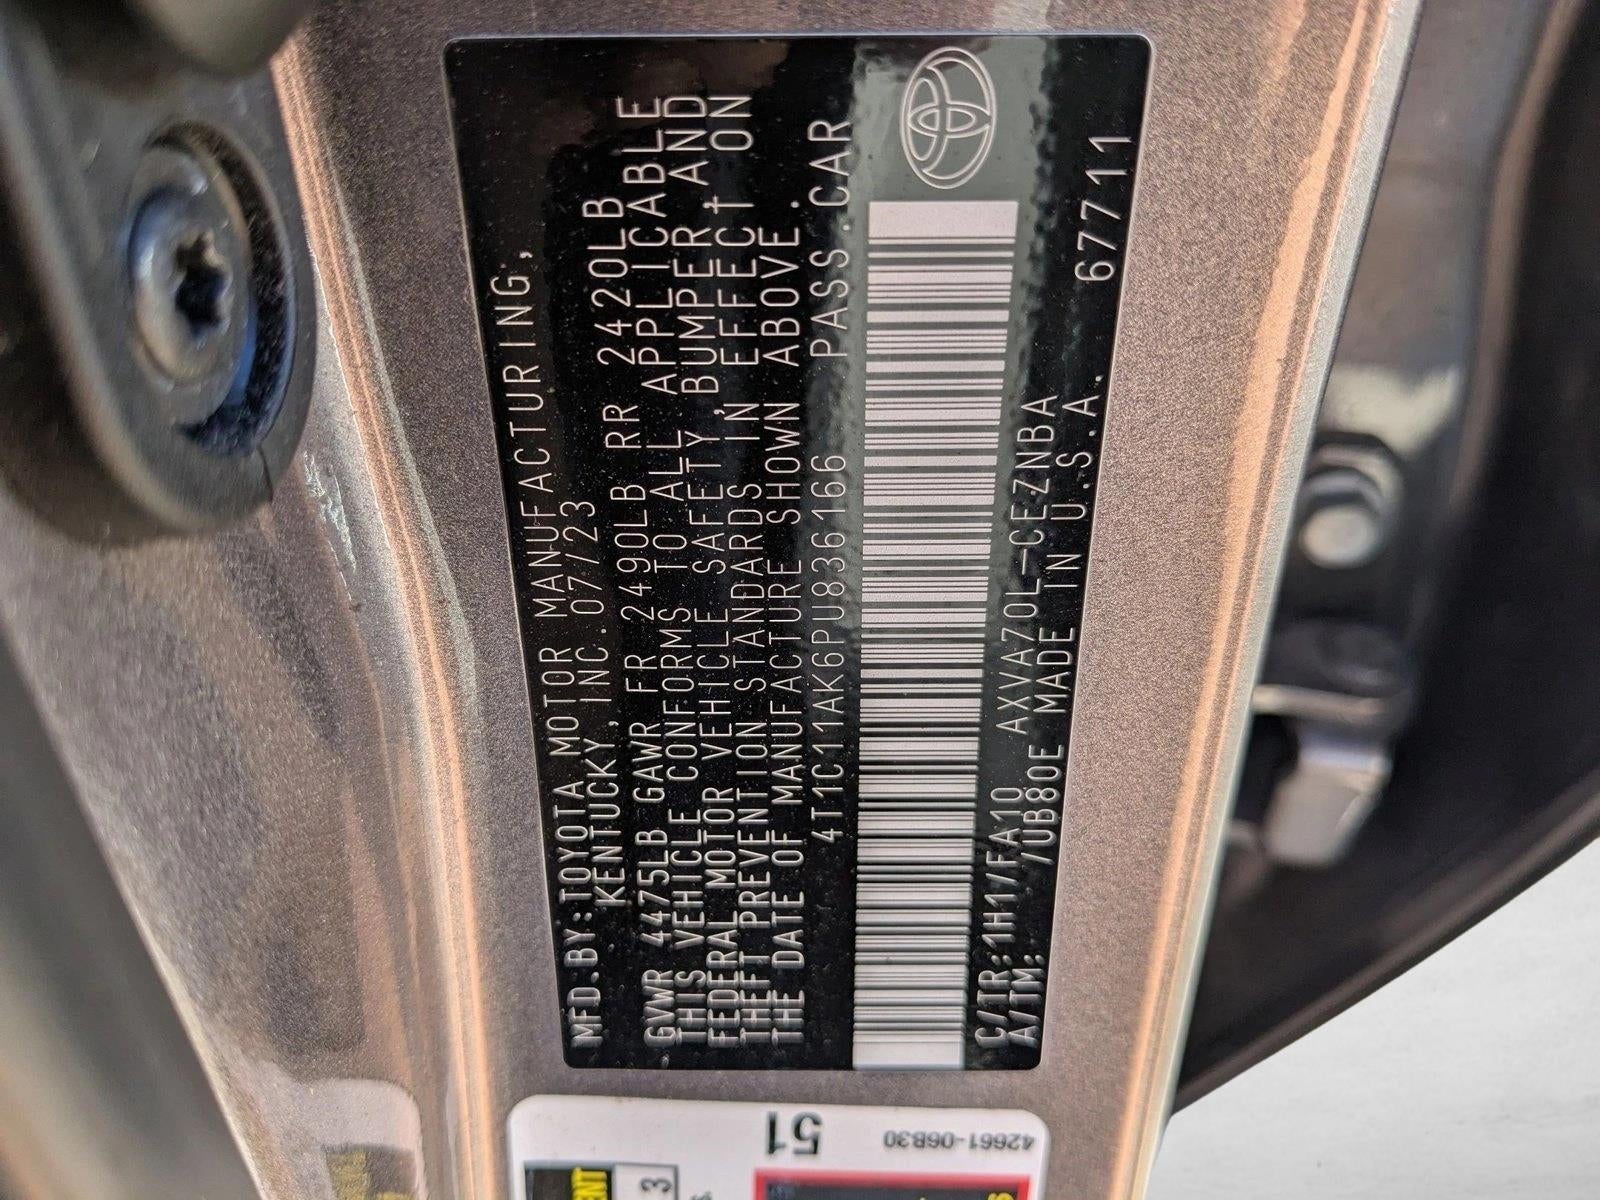 MFD.BY:TOYOTA MOTOR MANUFACTURING,
KENTUCKY, INC. 07/23
GVWR 4475LB GAWR FR 2490LB RR 2420LB
THIS VEHICLE CONFORMS TO ALL APPLICABLE
FEDERAL MOTOR VEHICLE SAFETY, BUMPER, AND
THEFT PREVENTION STANDARDS IN EFFECT ON
THE DATE OF MANUFACTURE SHOWN ABOVE.
4T1C11AK6PU836166 PASS.CAR
C/TR:1H17/FA10 AXVA70L-CEZNBA
A/TM: /UB80E MADE IN U.S.A. 67711
51
42661-06B30
3